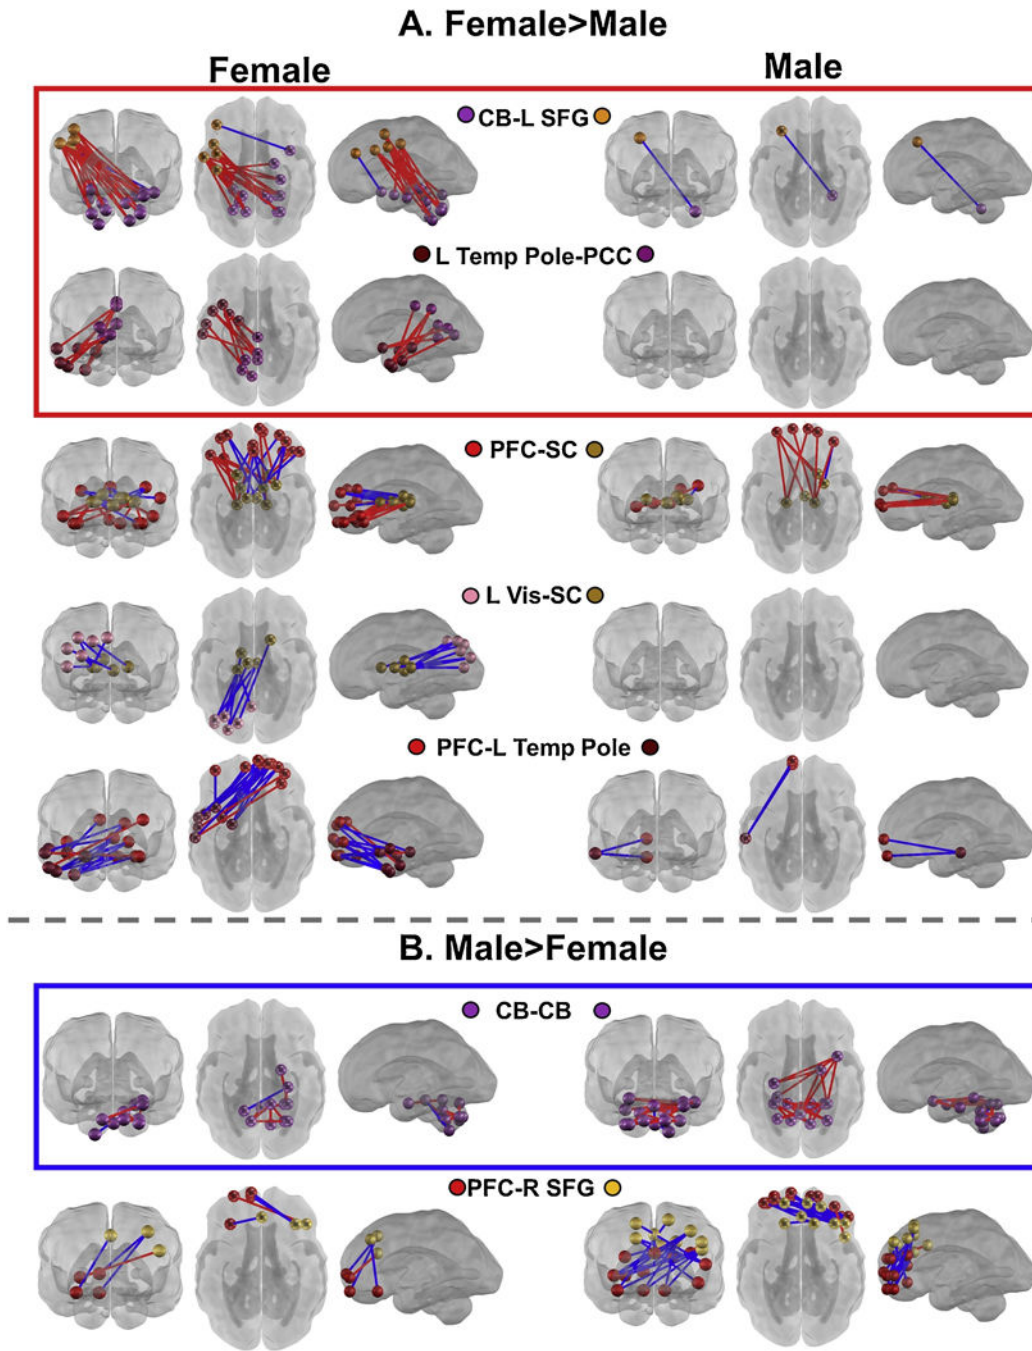 A. Female>Male
Female
Male
CB-L SFG
L Temp Pole-PCC
PFC-SC
L Vis-SC
PFC-L Temp Pole
B. Male>Female
CB-CB
PFC-R SFG